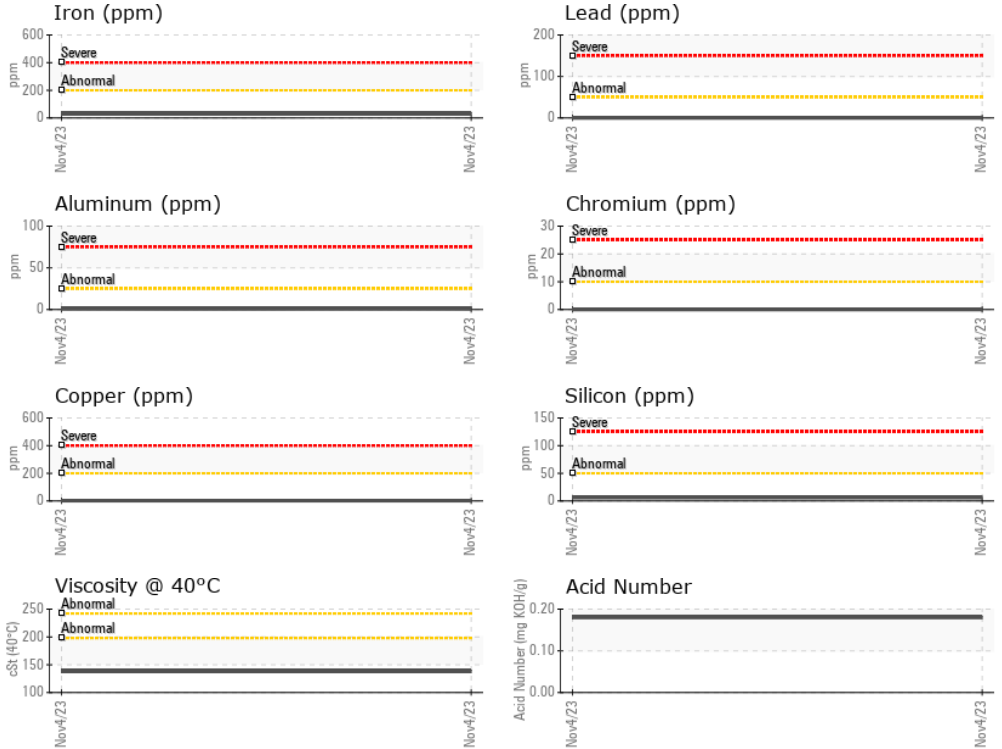 Iron (ppm)
ppm
600
400
200
0
Severe
Abnormal
Nov4/23
Nov4/23
Lead (ppm)
ppm
200
100
0
Severe
Abnormal
Nov4/23
Nov4/23
Aluminum (ppm)
ppm
100
50
0
Severe
Abnormal
Nov4/23
Nov4/23
Chromium (ppm)
ppm
30
20
10
0
Severe
Abnormal
Nov4/23
Nov4/23
Copper (ppm)
ppm
600
400
200
0
Severe
Abnormal
Nov4/23
Nov4/23
Silicon (ppm)
ppm
150
100
50
0
Severe
Abnormal
Nov4/23
Nov4/23
Viscosity @ 40°C
cSt (40°C)
250
200
150
100
Abnormal
Abnormal
Nov4/23
Nov4/23
Acid Number
Acid Number (mg KOH/g)
0.20
0.10
0.00
Nov4/23
Nov4/23